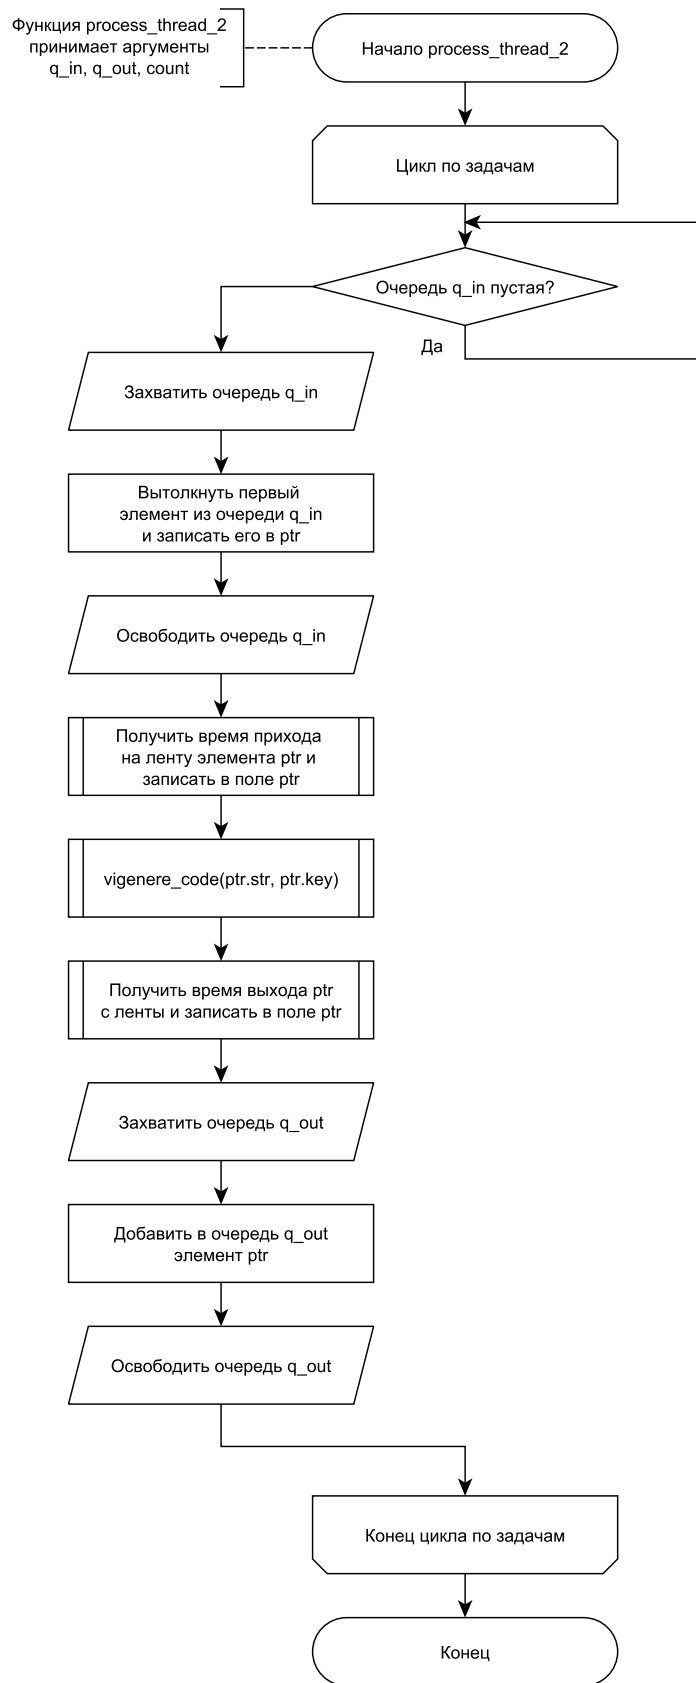 Функция process_thread_2
принимает аргументы
q_in, q_out, count
Начало process_thread_2
Цикл по задачам
Очередь q_in пустая?
Да
Захватить очередь q_in
Вытолкнуть первый
элемент из очереди q_in
и записать его в ptr
Освободить очередь q_in
Получить время прихода
на ленту элемента ptr и
записать в поле ptr
vigenere_code(ptr.str, ptr.key)
Получить время выхода ptr
с ленты и записать в поле ptr
Захватить очередь q_out
Добавить в очередь q_out
элемент ptr
Освободить очередь q_out
Конец цикла по задачам
Конец